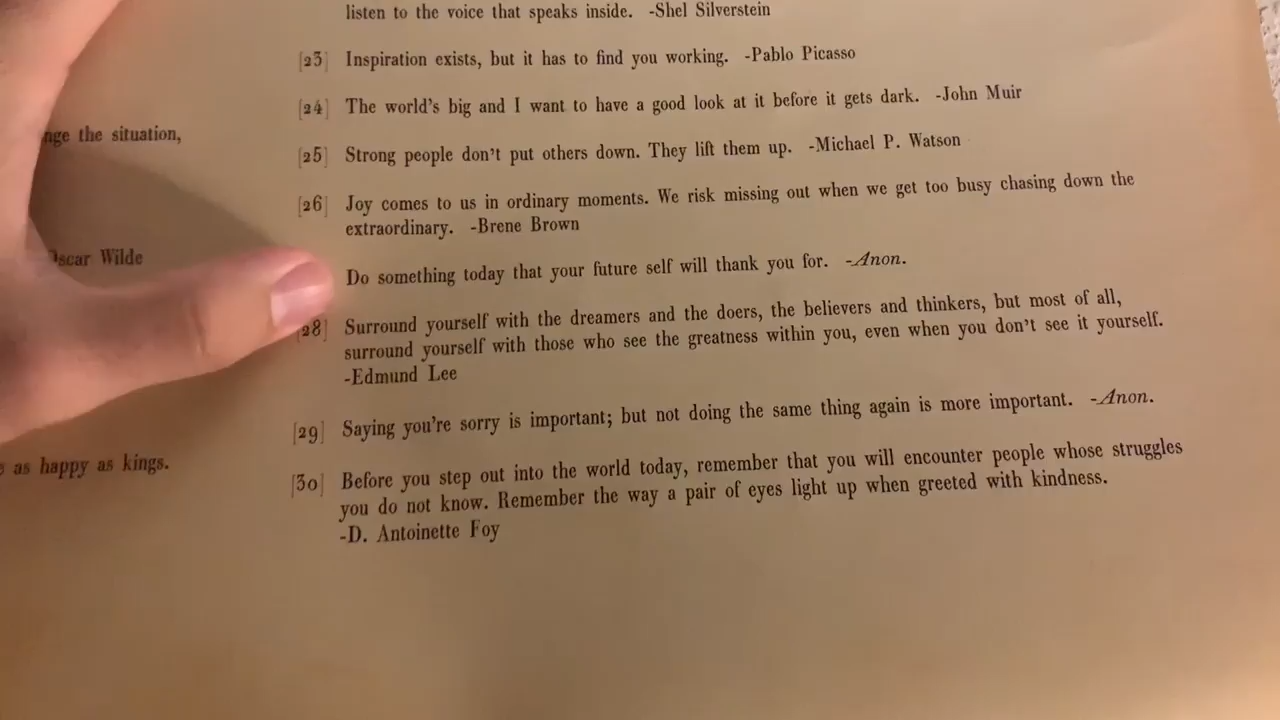 listen to the voice that speaks inside. -Shel Silverstein
[23] Inspiration exists, but it has to find you working. -Pablo Picasso
[24] The world's big and I want to have a good look at it before it gets dark. -John Muir
the situation,
[25] Strong people don't put others down. They lift them up. -Michael P. Watson
[26] Joy comes to us in ordinary moments. We risk missing out when we get too busy chasing down the
extraordinary. -Brene Brown
Oscar Wilde
Do something today that your future self will thank you for. -Anon.
[28] Surround yourself with the dreamers and the doers, the believers and thinkers, but most of all,
surround yourself with those who see the greatness within you, even when you don't see it yourself.
-Edmund Lee
[29] Saying you're sorry is important; but not doing the same thing again is more important. -Anon.
as happy as kings.
[30] Before you step out into the world today, remember that you will encounter people whose struggles
you do not know. Remember the way a pair of eyes light up when greeted with kindness.
-D. Antoinette Foy